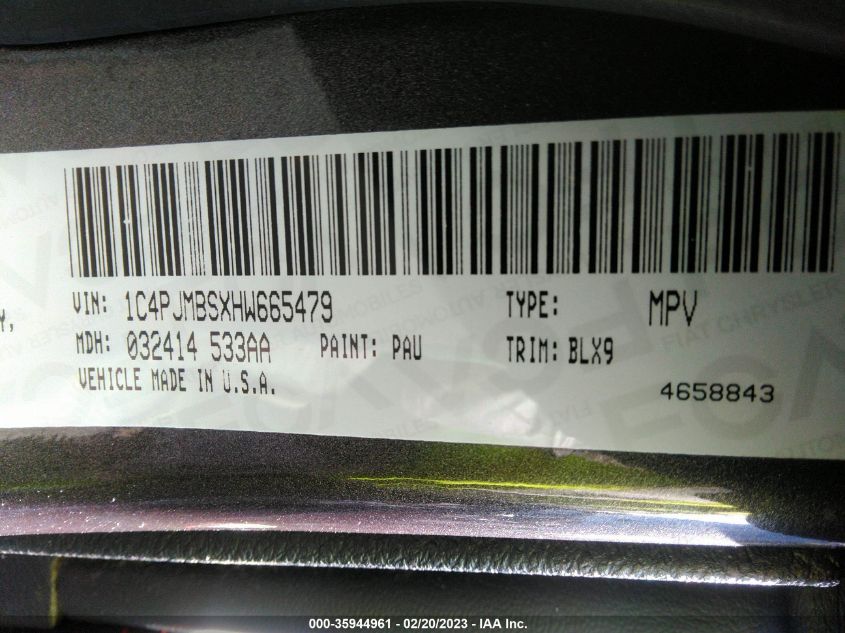 VIN: 1C4PJMBSXHW665479 TYPE: MPV
Y, MDH: 032414 533AA PAINT: PAU TRIM: BLX9
VEHICLE MADE IN U.S.A. 4658843
000-35944961 - 02/20/2023 - IAA Inc.